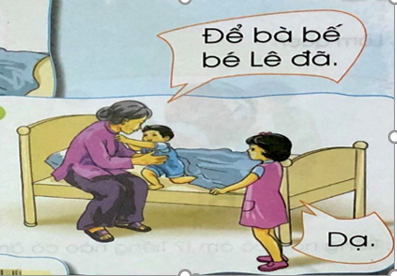 Để bà bế
bé Lê đã.
Dạ.